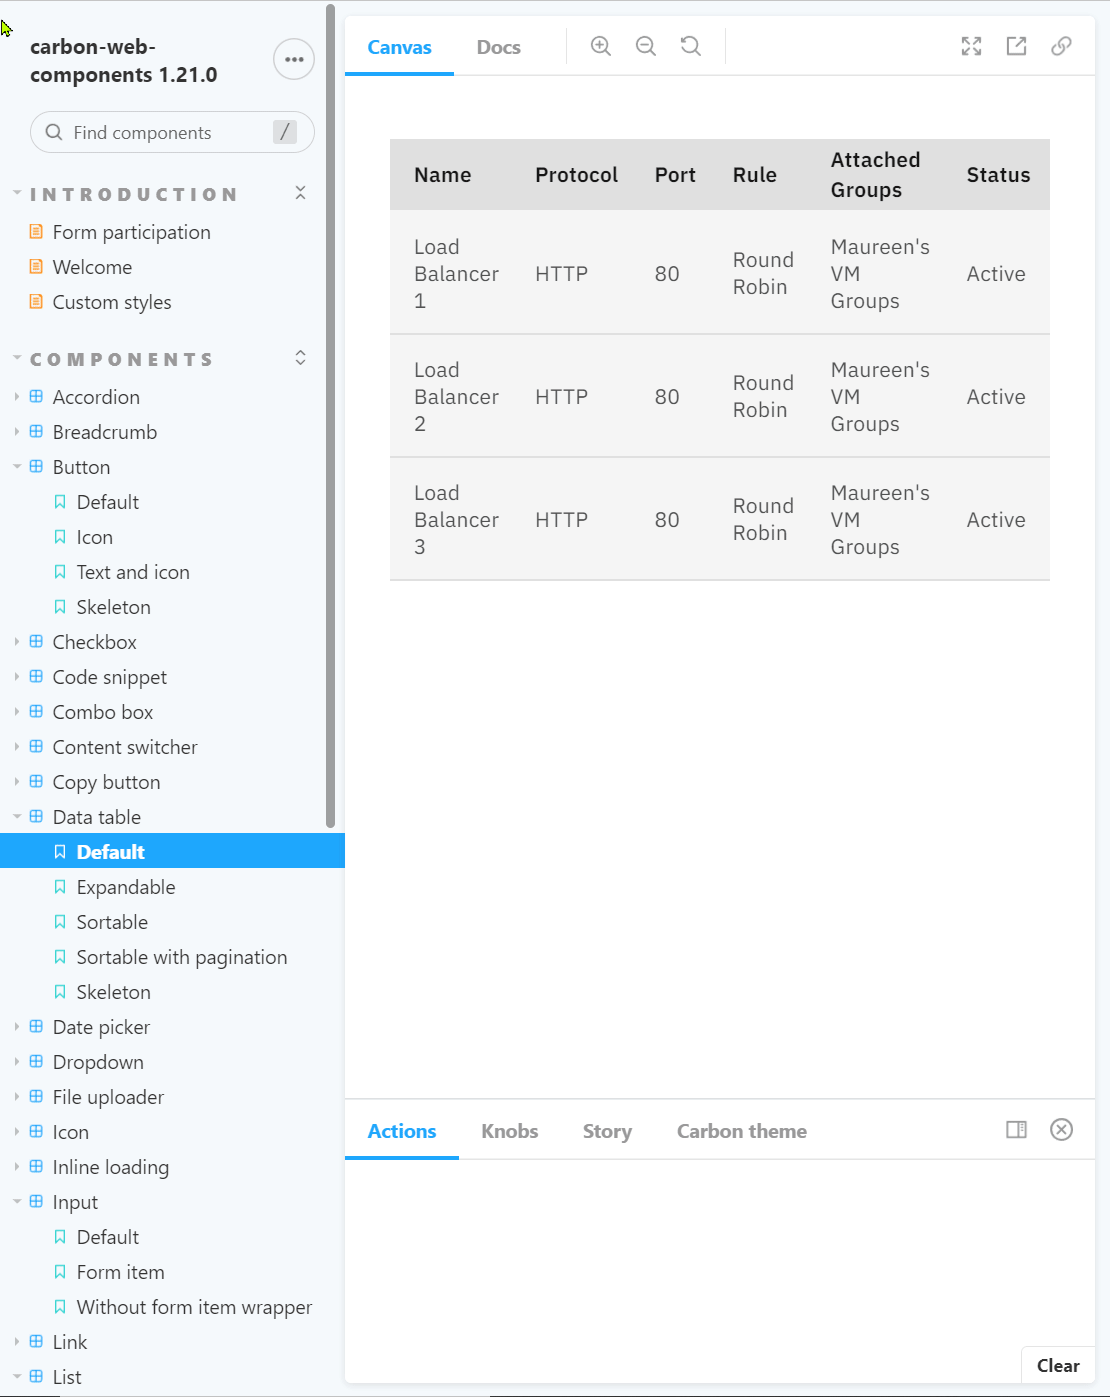 carbon-web-
components 1.21.0
Find components
/
INTRODUCTION
Form participation
Welcome
Custom styles
COMPONENTS
Accordion
Breadcrumb
Button
Default
Icon
Text and icon
Skeleton
Checkbox
Code snippet
Combo box
Content switcher
Copy button
Data table
Default
Expandable
Sortable
Sortable with pagination
Skeleton
Date picker
Dropdown
File uploader
Icon
Inline loading
Input
Default
Form item
Without form item wrapper
Link
List
Canvas Docs
Name Protocol Port Rule Attached Groups Status
Load Balancer 1 HTTP 80 Round Robin Maureen's VM Groups Active
Load Balancer 2 HTTP 80 Round Robin Maureen's VM Groups Active
Load Balancer 3 HTTP 80 Round Robin Maureen's VM Groups Active
Actions Knobs Story Carbon theme
Clear